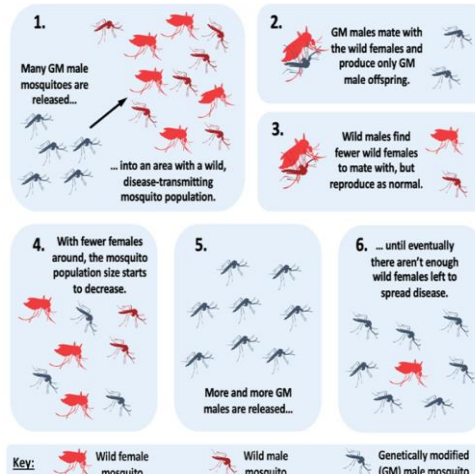 1.
Many GM male
mosquitoes are
released...
... into an area with a wild,
disease-transmitting
mosquito population.
2.
GM males mate with
the wild females and
produce only GM
male offspring.
3.
Wild males find
fewer wild females
to mate with, but
reproduce as normal.
4.
With fewer females
around, the mosquito
population size starts
to decrease.
5.
More and more GM
males are released...
6.
... until eventually
there aren't enough
wild females left to
spread disease.
Key:
Wild female
mosquito
Wild male
mosquito
Genetically modified
(GM) male mosquito